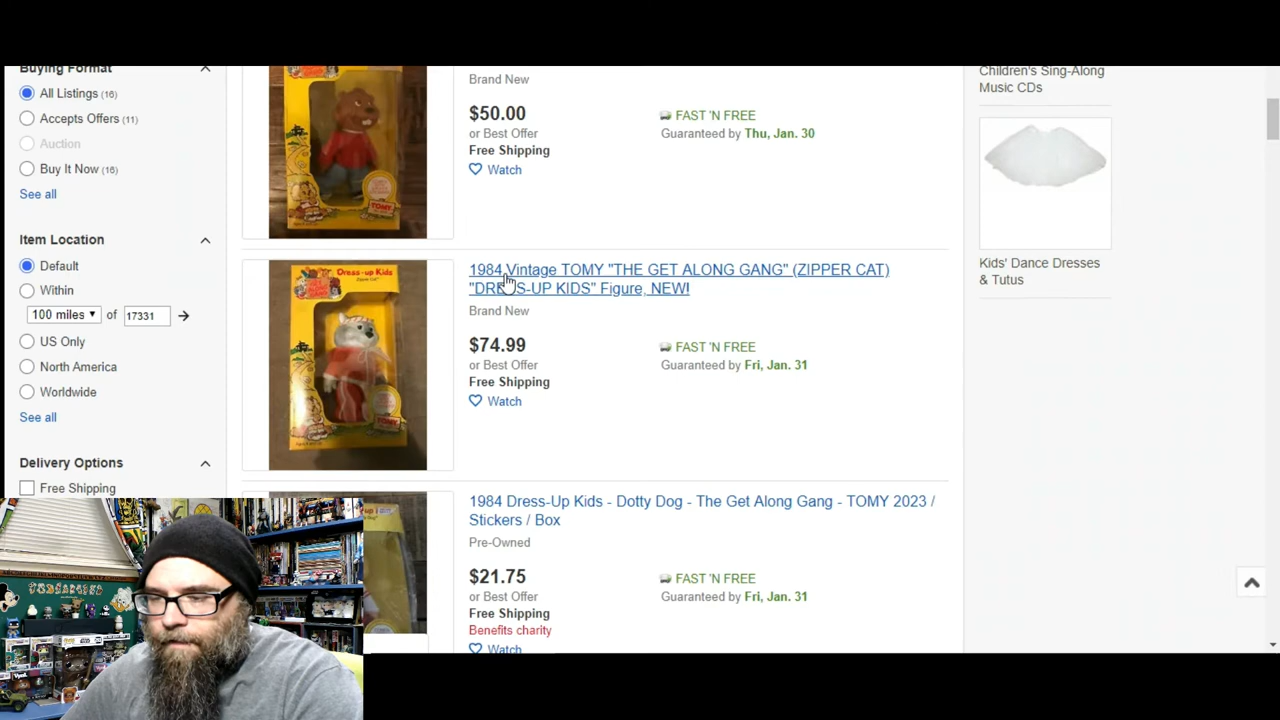 Buying Format
All Listings (16)
Accepts Offers (11)
Auction
Buy It Now (16)
See all
Item Location
Default
Within
100 miles ▼ of 17331
US Only
North America
Worldwide
See all
Delivery Options
Free Shipping
Brand New
$50.00
or Best Offer
Free Shipping
Watch
FAST 'N FREE
Guaranteed by Thu, Jan. 30
TOMY
Dress-up Kids
Zipper Cat
TOMY
1984 Vintage TOMY "THE GET ALONG GANG" (ZIPPER CAT)
"DRESS-UP KIDS" Figure, NEW!
Brand New
$74.99
or Best Offer
Free Shipping
Watch
FAST 'N FREE
Guaranteed by Fri, Jan. 31
1984 Dress-Up Kids - Dotty Dog - The Get Along Gang - TOMY 2023 /
Stickers / Box
Pre-Owned
$21.75
or Best Offer
Free Shipping
Benefits charity
Watch
FAST 'N FREE
Guaranteed by Fri, Jan. 31
Children's Sing-Along
Music CDs
Kids' Dance Dresses
& Tutus